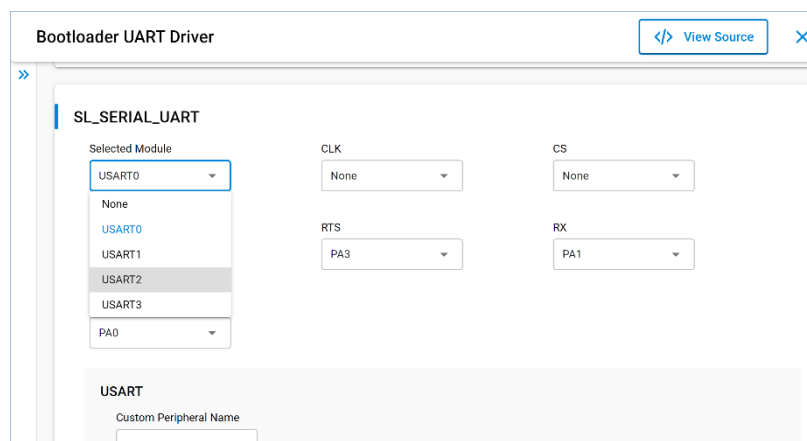 Bootloader UART Driver
</> View Source
SL_SERIAL_UART
Selected Module
CLK
CS
USART0
None
None
None
USART0
USART1
USART2
USART3
RTS
RX
PA3
PA1
PA0
USART
Custom Peripheral Name